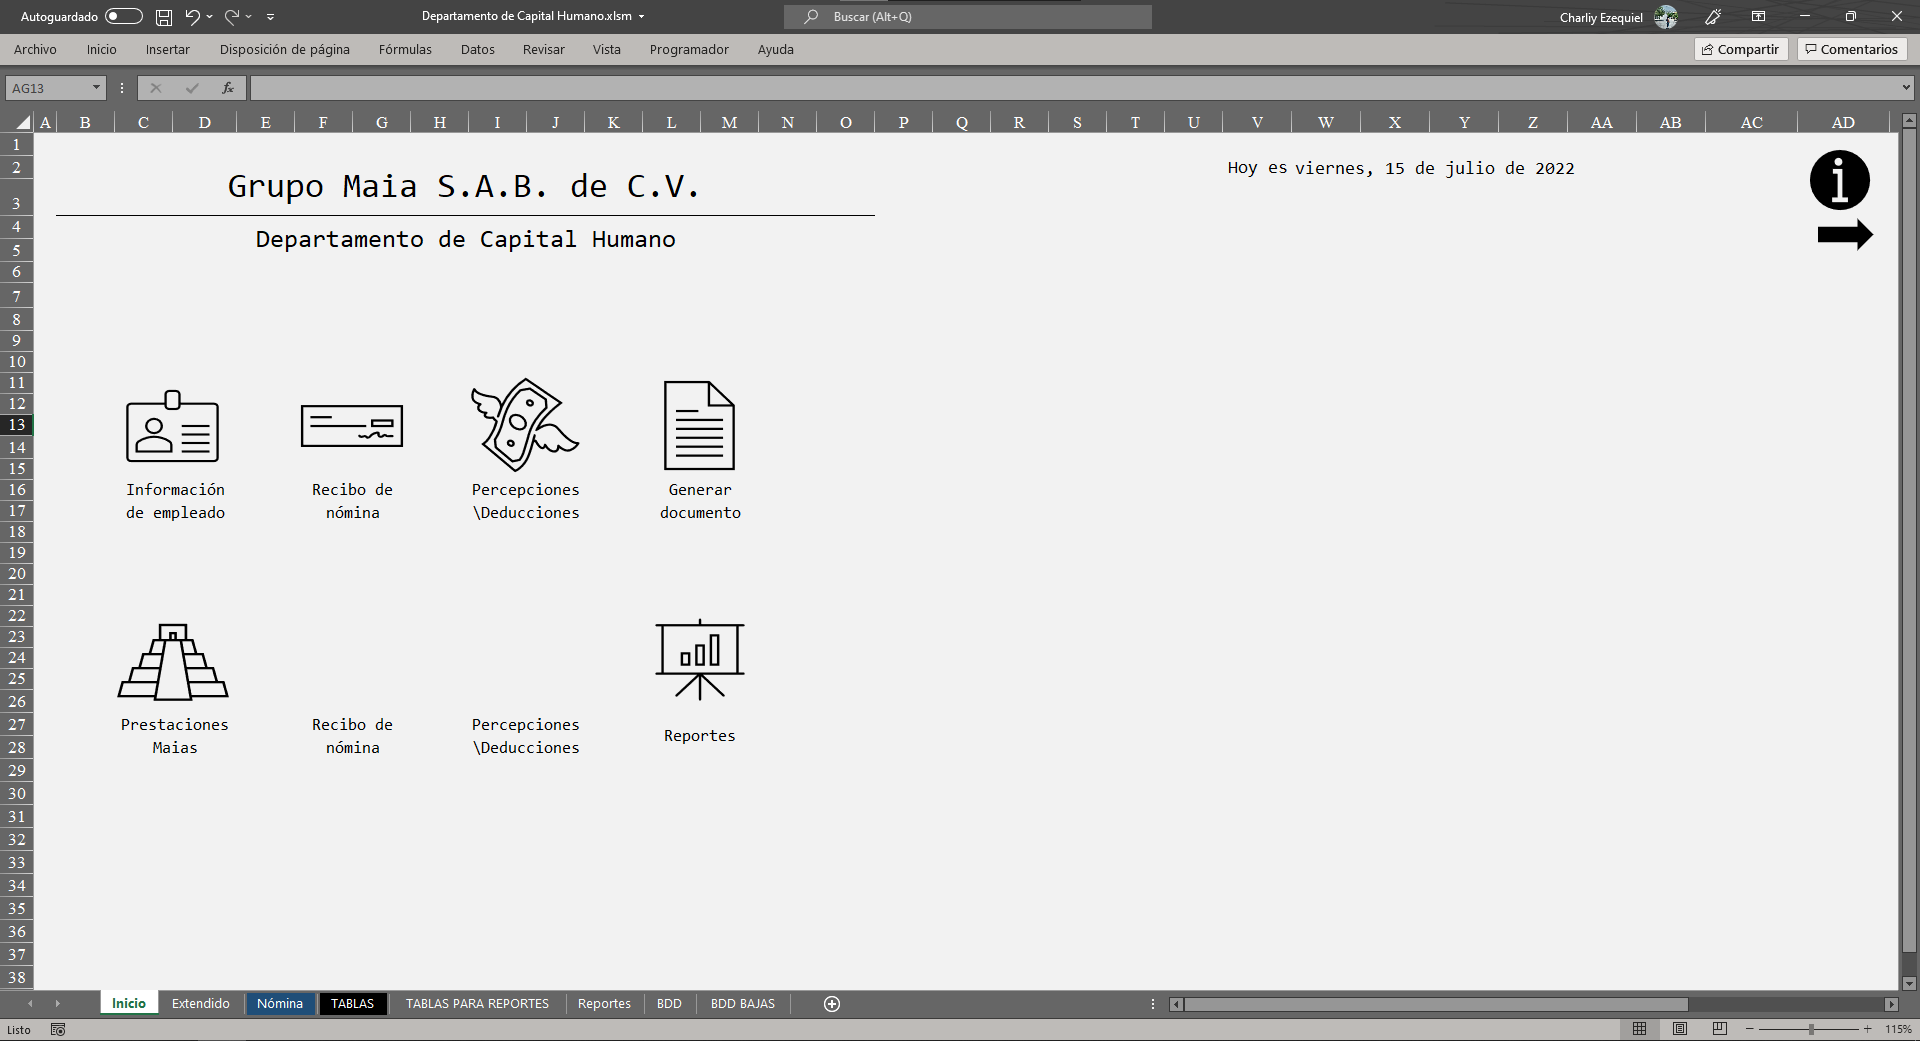 Autoguardado
Departamento de Capital Humano.xlsm
Buscar (Alt+Q)
Charliy Ezequiel
Archivo Inicio Insertar Disposición de página Fórmulas Datos Revisar Vista Programador Ayuda
Compartir Comentarios
AG13 fx
A B C D E F G H I J K L M N O P Q R S T U V W X Y Z AA AB AC AD
1
2
3
4
5
6
7
8
9
10
11
12
13
14
15
16
17
18
19
20
21
22
23
24
25
26
27
28
29
30
31
32
33
34
35
36
37
38
Hoy es viernes, 15 de julio de 2022
Grupo Maia S.A.B. de C.V.
Departamento de Capital Humano
Información
de empleado
Recibo de
nómina
Percepciones
\Deducciones
Generar
documento
Prestaciones
Maias
Recibo de
nómina
Percepciones
\Deducciones
Reportes
Inicio Extendido Nómina TABLAS TABLAS PARA REPORTES Reportes BDD BDD BAJAS
Listo
115%